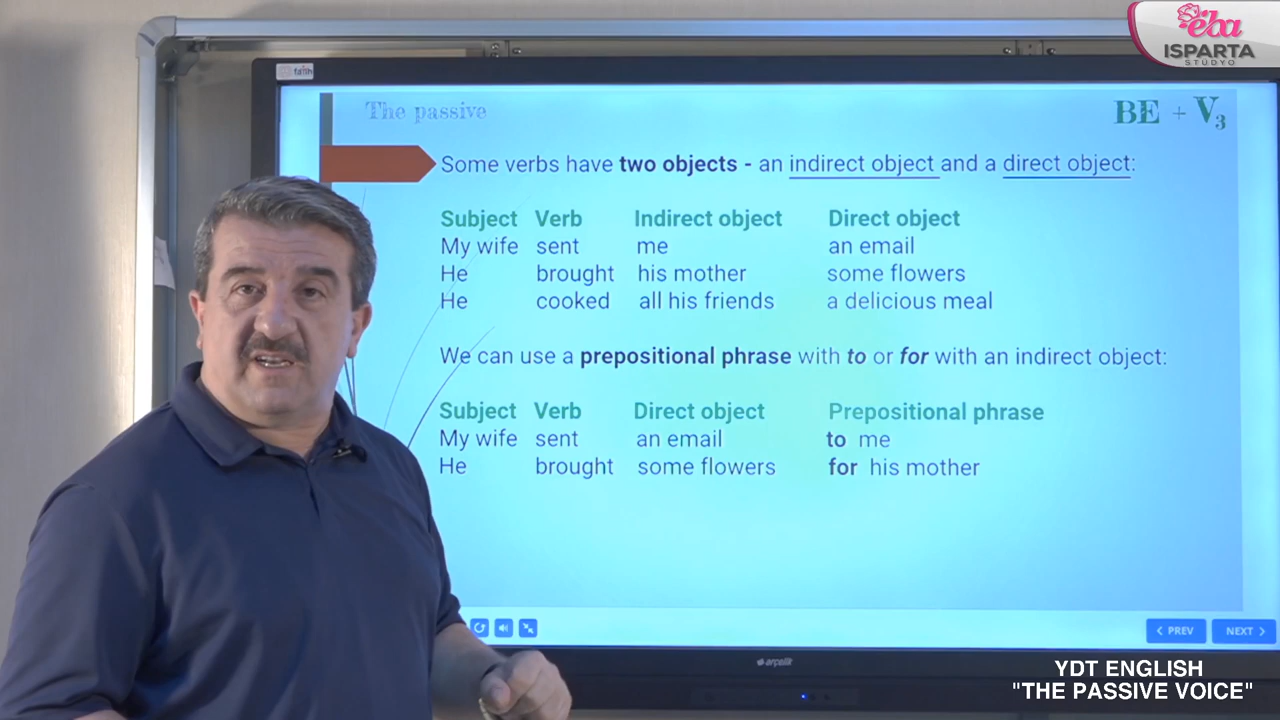 eba
ISPARTA
STÜDYO
fatih
The passive
BE + V3
Some verbs have two objects - an indirect object and a direct object:
Subject Verb Indirect object Direct object
My wife sent me an email
He brought his mother some flowers
He cooked all his friends a delicious meal
We can use a prepositional phrase with to or for with an indirect object:
Subject Verb Direct object Prepositional phrase
My wife sent an email to me
He brought some flowers for his mother
PREV NEXT
arçelik
YDT ENGLISH
"THE PASSIVE VOICE"